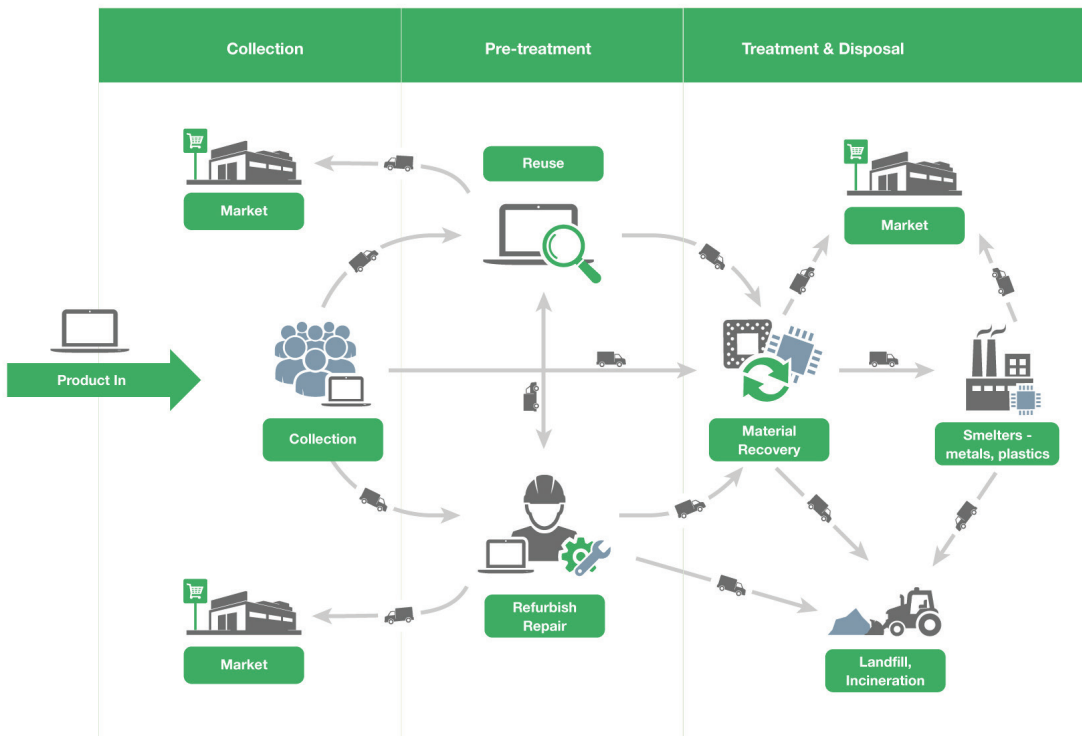 Collection
Pre-treatment
Treatment & Disposal
Market
Reuse
Market
Product In
Collection
Material
Recovery
Smelters -
metals, plastics
Market
Refurbish
Repair
Landfill,
Incineration